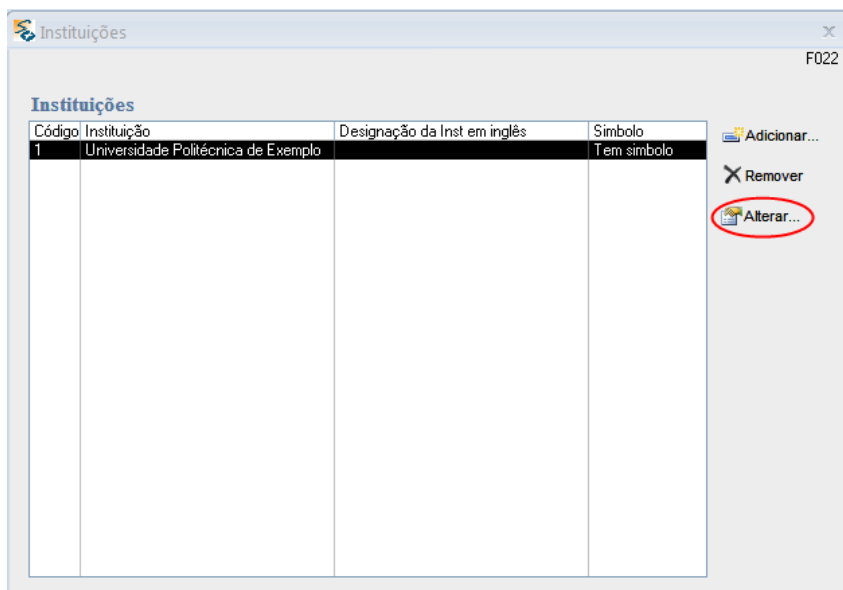 Instituições
F022
Instituições
Código Instituição Designação da Inst em inglês Simbolo
1 Universidade Politécnica de Exemplo Tem simbolo
Adicionar...
Remover
Alterar...